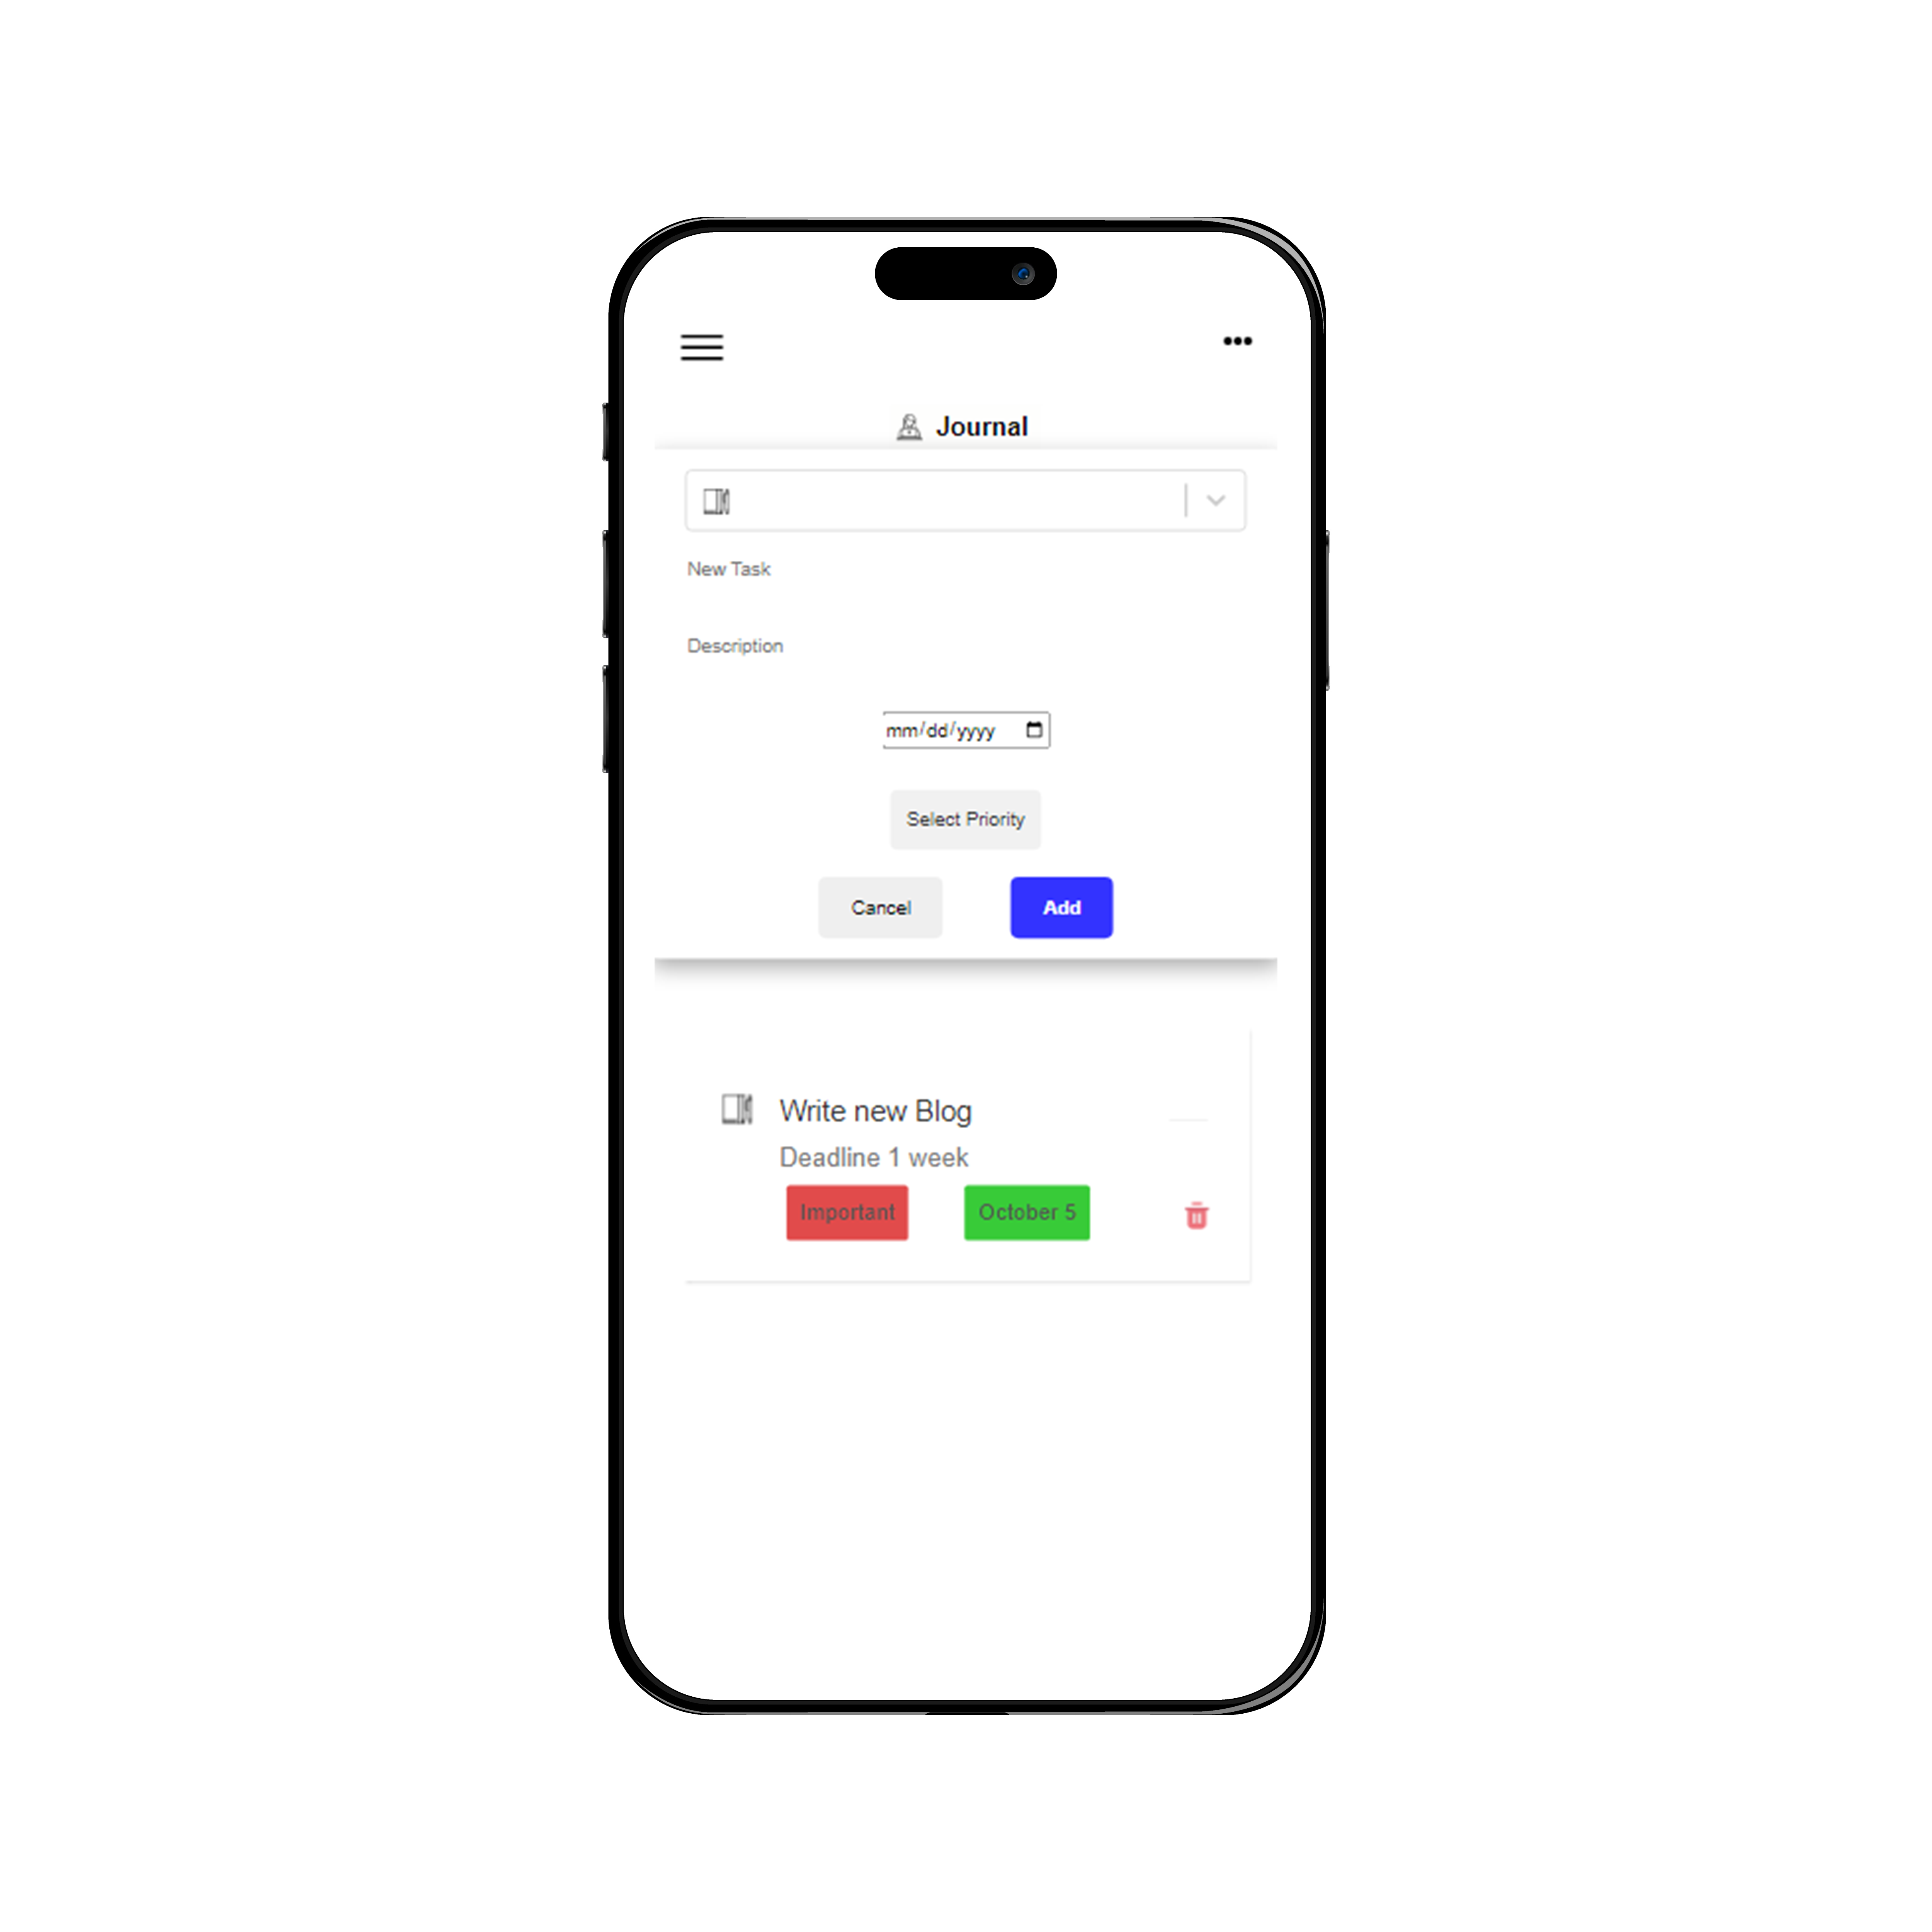 Journal
New Task
Description
mm/dd/yyyy
Select Priority
Cancel Add
Write new Blog
Deadline 1 week
Important October 5